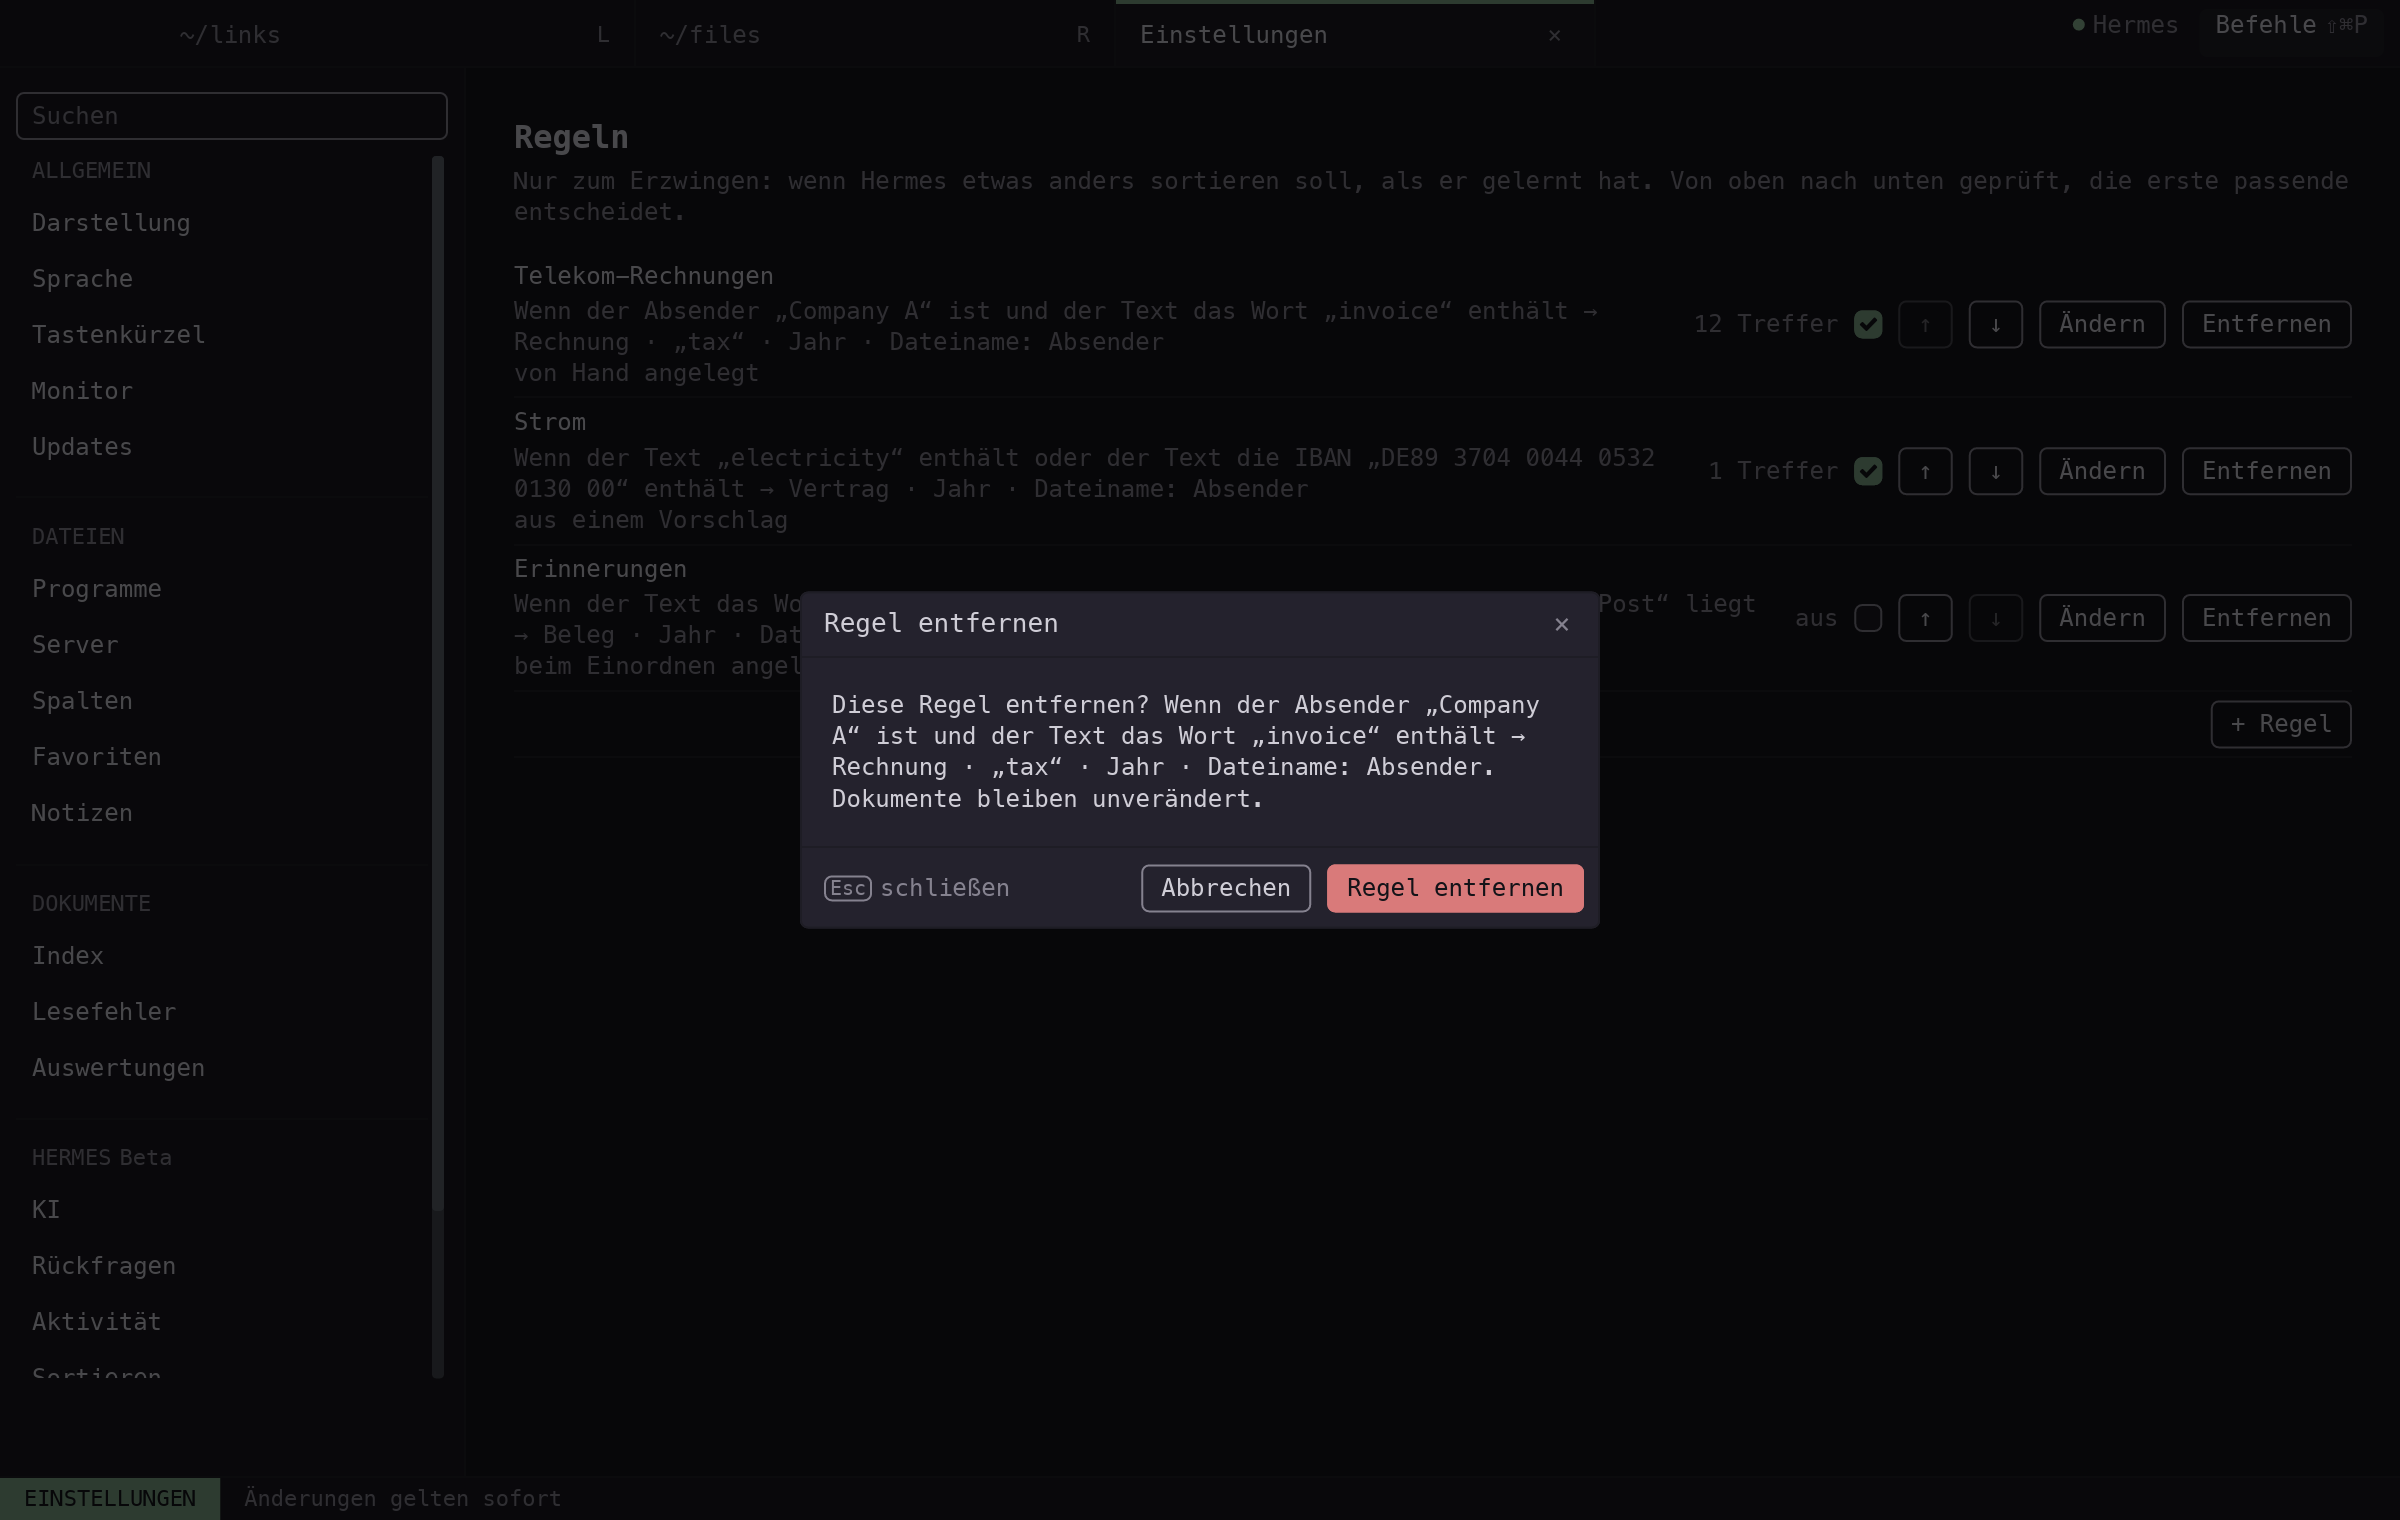 ~/links L ~/files R Einstellungen × Hermes Befehle ⇧⌘P
Suchen
ALLGEMEIN
Darstellung
Sprache
Tastenkürzel
Monitor
Updates
DATEIEN
Programme
Server
Spalten
Favoriten
Notizen
DOKUMENTE
Index
Lesefehler
Auswertungen
HERMES Beta
KI
Rückfragen
Aktivität
Sortieren
Regeln
Nur zum Erzwingen: wenn Hermes etwas anders sortieren soll, als er gelernt hat. Von oben nach unten geprüft, die erste passende
entscheidet.
Telekom-Rechnungen
Wenn der Absender „Company A“ ist und der Text das Wort „invoice“ enthält →
Rechnung · „tax“ · Jahr · Dateiname: Absender
von Hand angelegt
12 Treffer ↑ ↓ Ändern Entfernen
Strom
Wenn der Text „electricity“ enthält oder der Text die IBAN „DE89 3704 0044 0532
0130 00“ enthält → Vertrag · Jahr · Dateiname: Absender
aus einem Vorschlag
1 Treffer ↑ ↓ Ändern Entfernen
Erinnerungen
Wenn der Text das Post“ liegt
→ Beleg · Jahr ·
beim Einordnen
aus ↑ ↓ Ändern Entfernen
+ Regel
Regel entfernen ×
Diese Regel entfernen? Wenn der Absender „Company
A“ ist und der Text das Wort „invoice“ enthält →
Rechnung · „tax“ · Jahr · Dateiname: Absender.
Dokumente bleiben unverändert.
Esc schließen Abbrechen Regel entfernen
EINSTELLUNGEN Änderungen gelten sofort